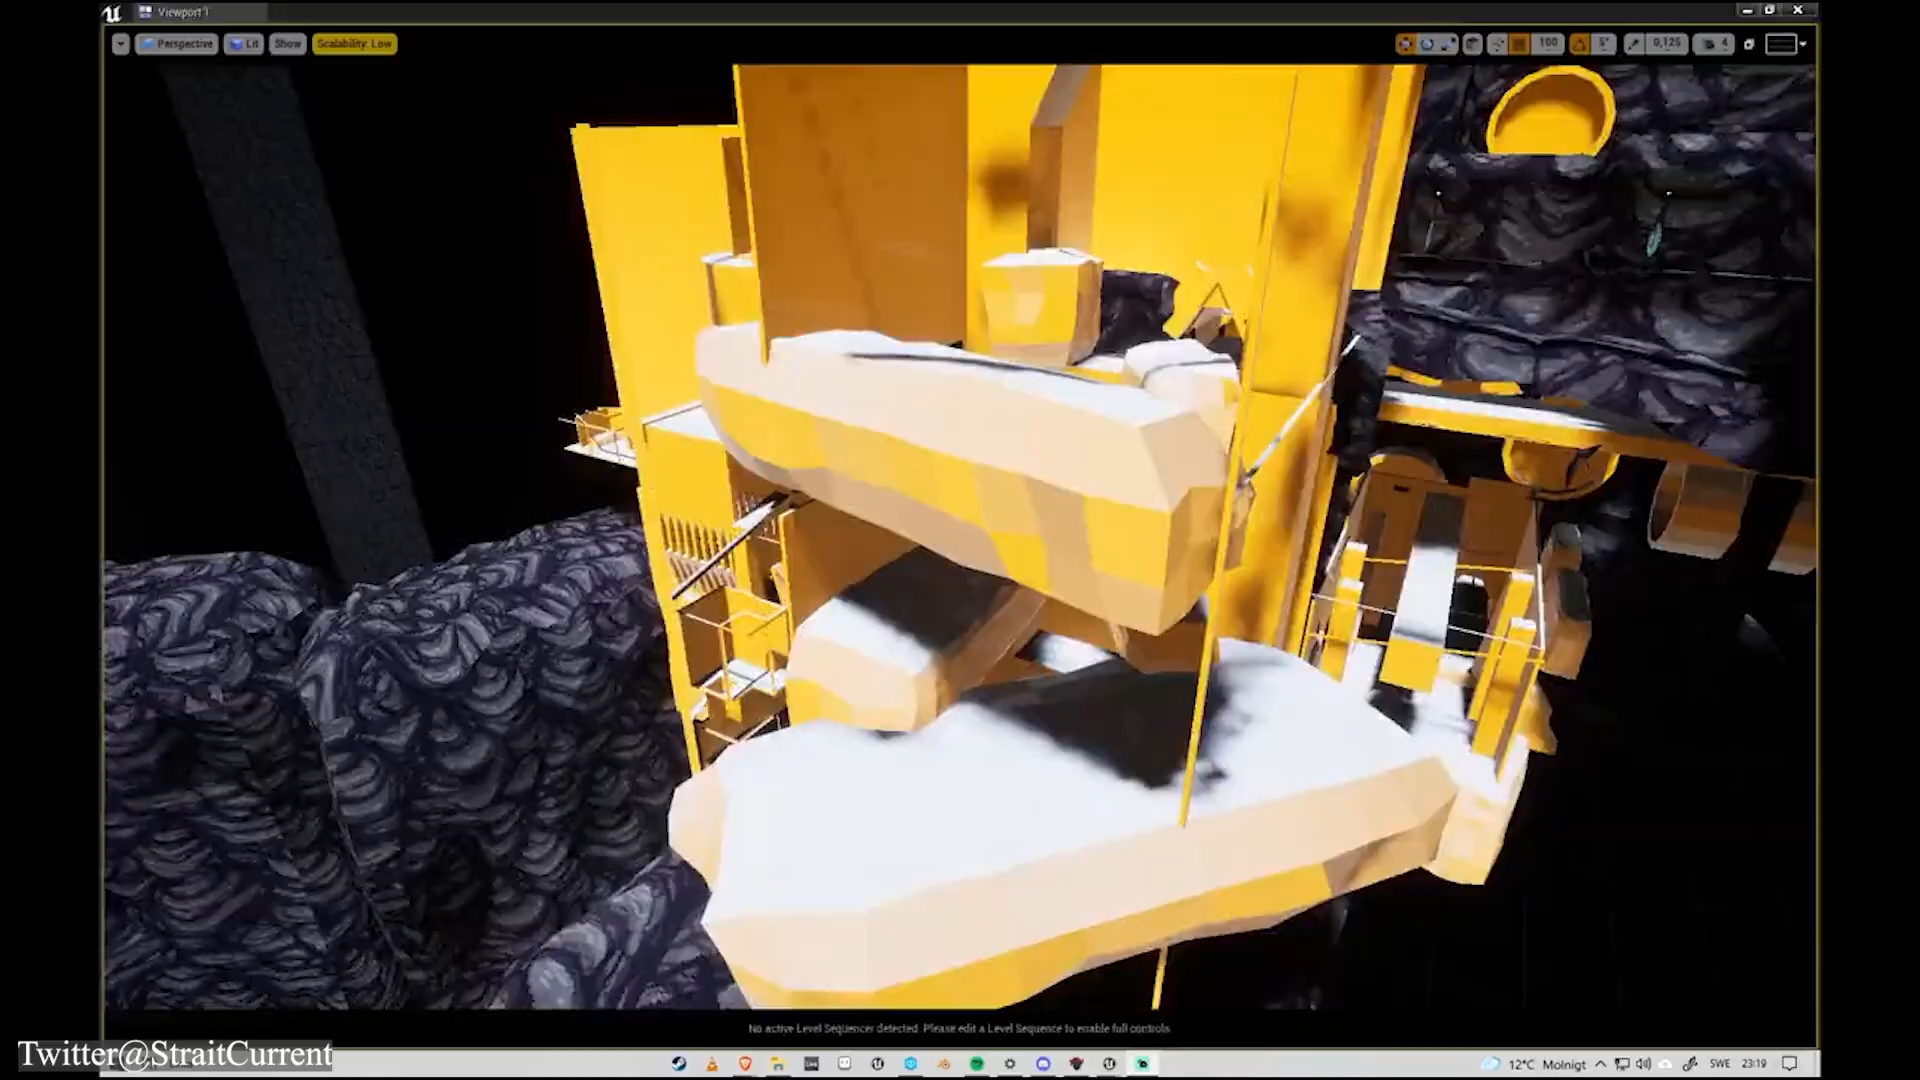 Viewport 1
Perspective
Lit
Show
Scalability: Low
100
5°
0,125
4
No active Level Sequencer detected. Please edit a Level Sequence to enable full controls.
Twitter@StraitCurrent
12°C Molnigt
SWE
23:19